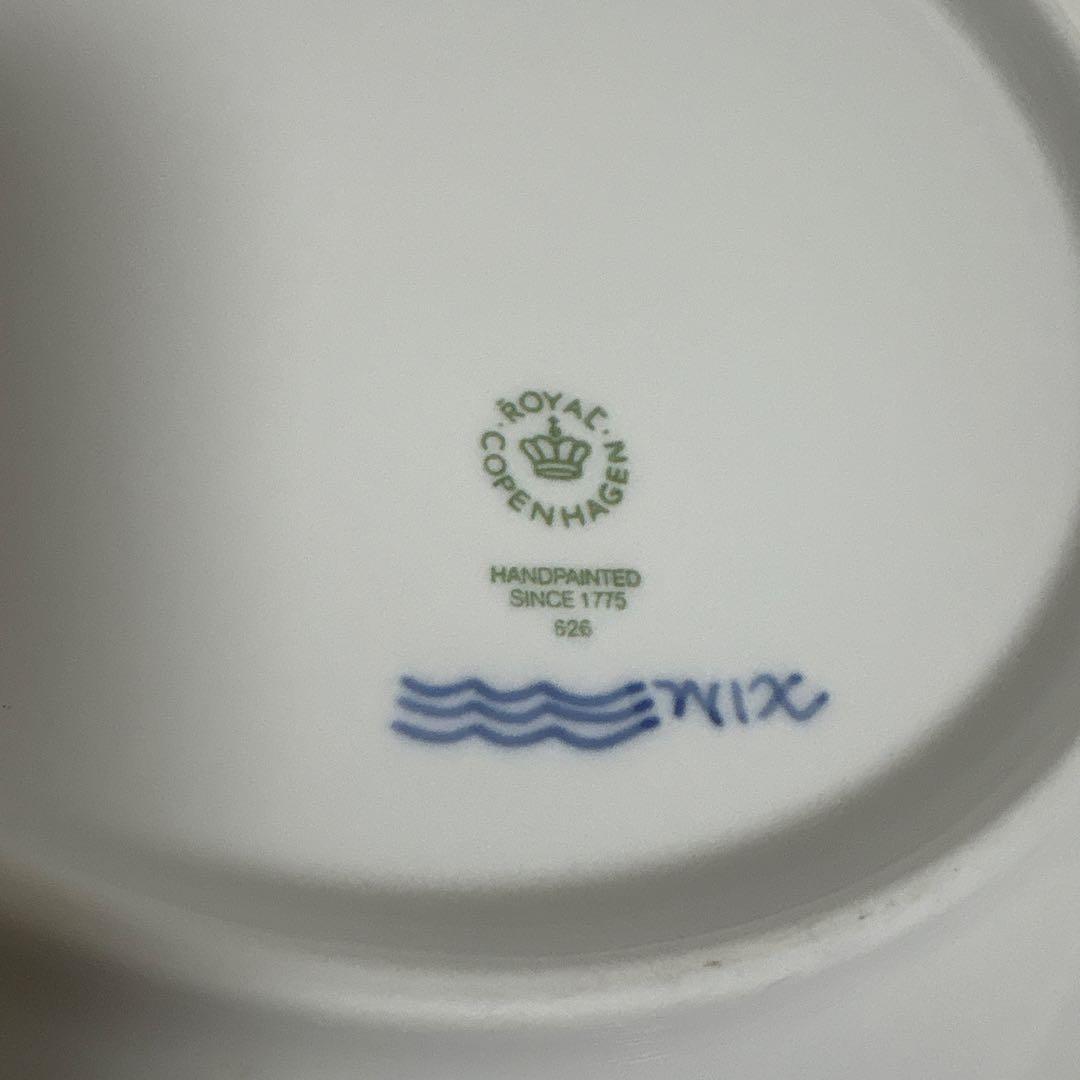 ROYAL
COPENHAGEN
HANDPAINTED
SINCE 1775
626